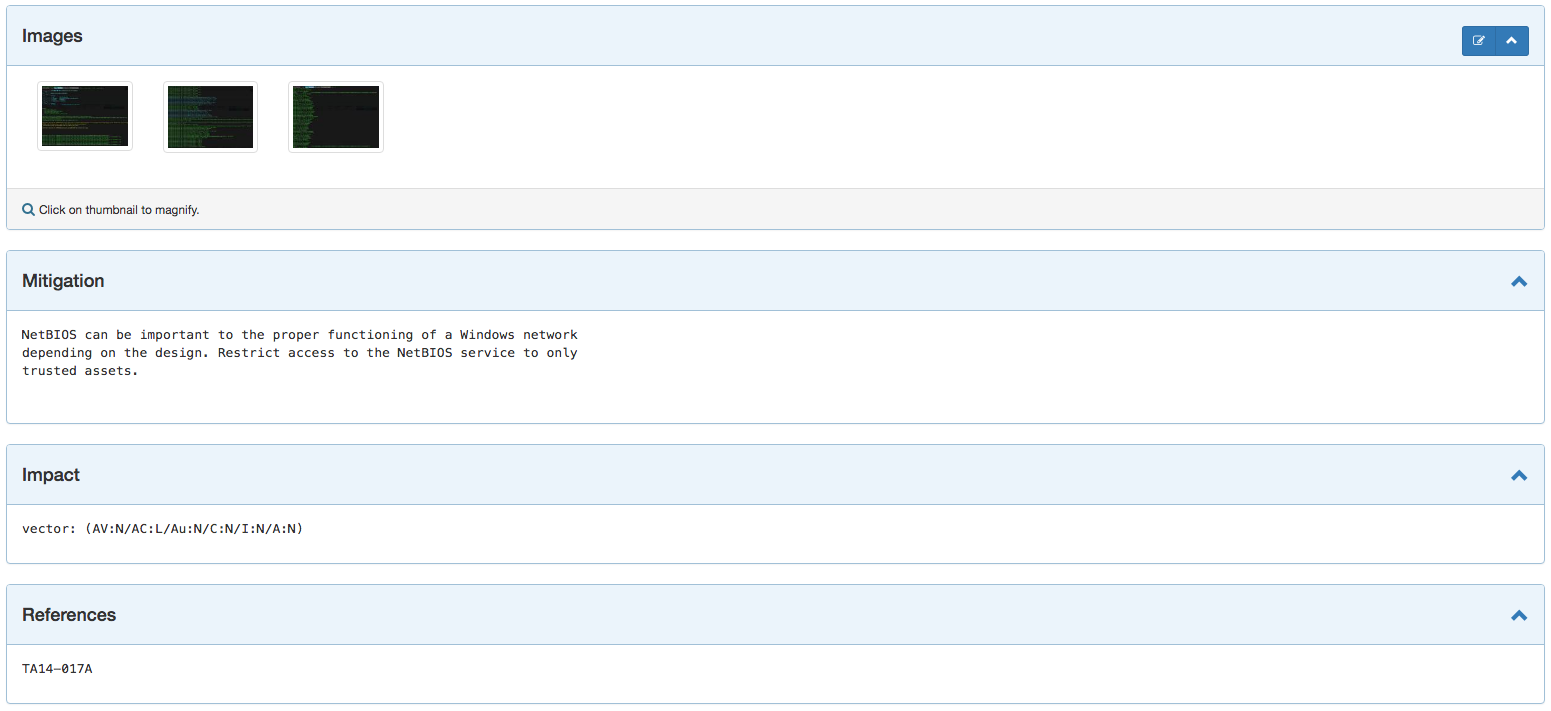 Images
Click on thumbnail to magnify.
Mitigation
NetBIOS can be important to the proper functioning of a Windows network
depending on the design. Restrict access to the NetBIOS service to only
trusted assets.
Impact
vector: (AV:N/AC:L/Au:N/C:N/I:N/A:N)
References
TA14–017A